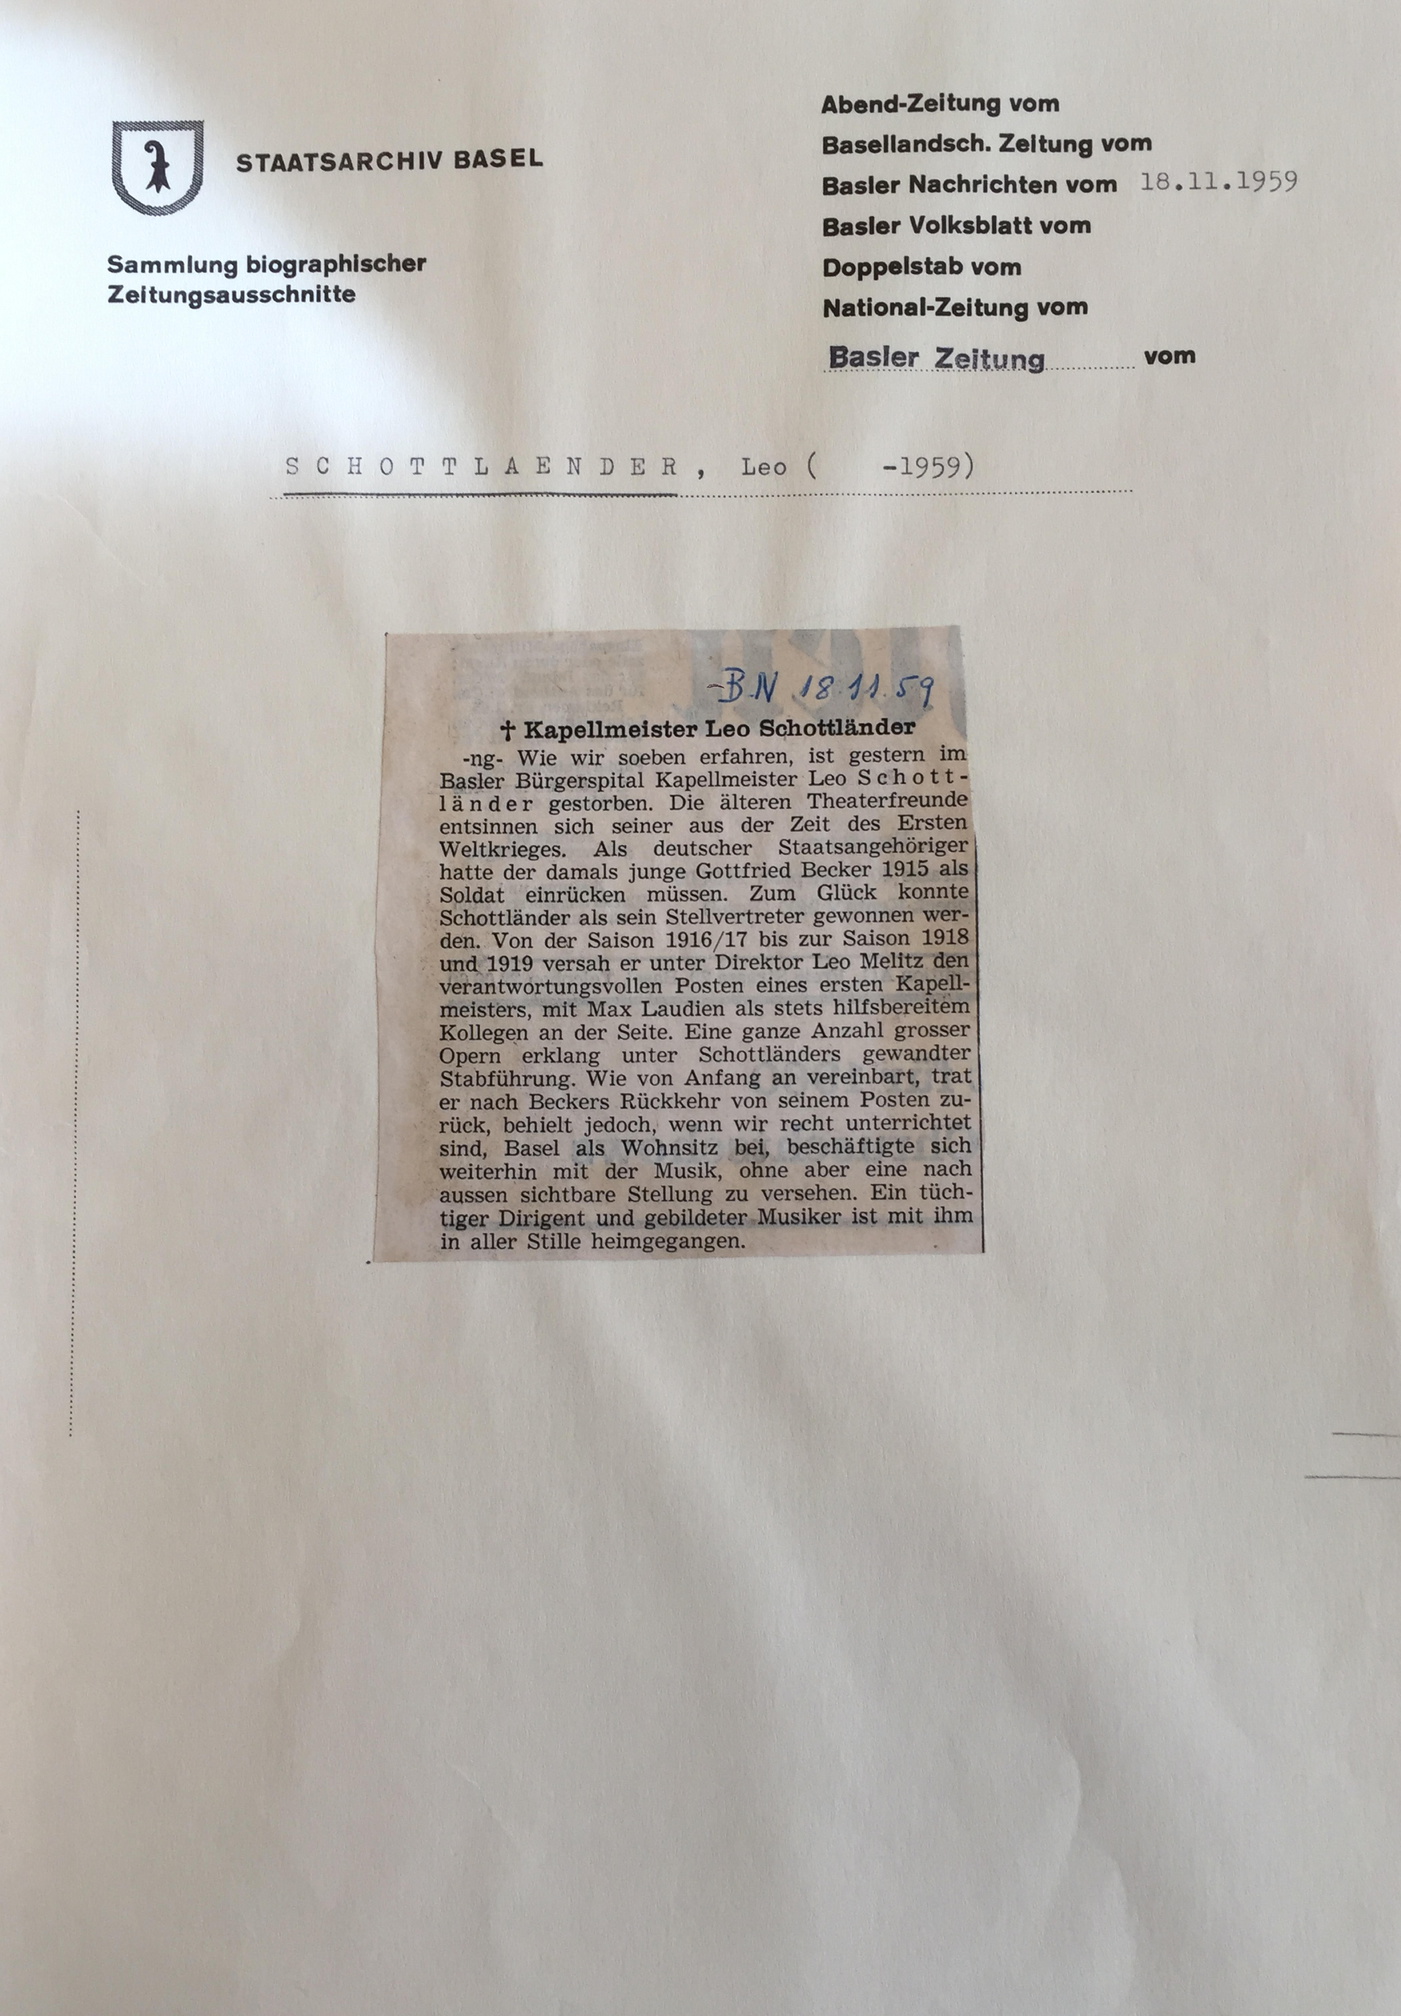 STAATSARCHIV BASEL
Sammlung biographischer
Zeitungsausschnitte
Abend-Zeitung vom
Basellandsch. Zeitung vom
Basler Nachrichten vom 18.11.1959
Basler Volksblatt vom
Doppelstab vom
National-Zeitung vom
Basler Zeitung vom
SCHOTTLAENDER, Leo ( -1959)
-BN 18.11.59
† Kapellmeister Leo Schottländer
-ng- Wie wir soeben erfahren, ist gestern im
Basler Bürgerspital Kapellmeister Leo Schott-
länder gestorben. Die älteren Theaterfreunde
entsinnen sich seiner aus der Zeit des Ersten
Weltkrieges. Als deutscher Staatsangehöriger
hatte der damals junge Gottfried Becker 1915 als
Soldat einrücken müssen. Zum Glück konnte
Schottländer als sein Stellvertreter gewonnen wer-
den. Von der Saison 1916/17 bis zur Saison 1918
und 1919 versah er unter Direktor Leo Melitz den
verantwortungsvollen Posten eines ersten Kapell-
meisters, mit Max Laudien als stets hilfsbereitem
Kollegen an der Seite. Eine ganze Anzahl grosser
Opern erklang unter Schottländers gewandter
Stabführung. Wie von Anfang an vereinbart, trat
er nach Beckers Rückkehr von seinem Posten zu-
rück, behielt jedoch, wenn wir recht unterrichtet
sind, Basel als Wohnsitz bei, beschäftigte sich
weiterhin mit der Musik, ohne aber eine nach
aussen sichtbare Stellung zu versehen. Ein tüch-
tiger Dirigent und gebildeter Musiker ist mit ihm
in aller Stille heimgegangen.